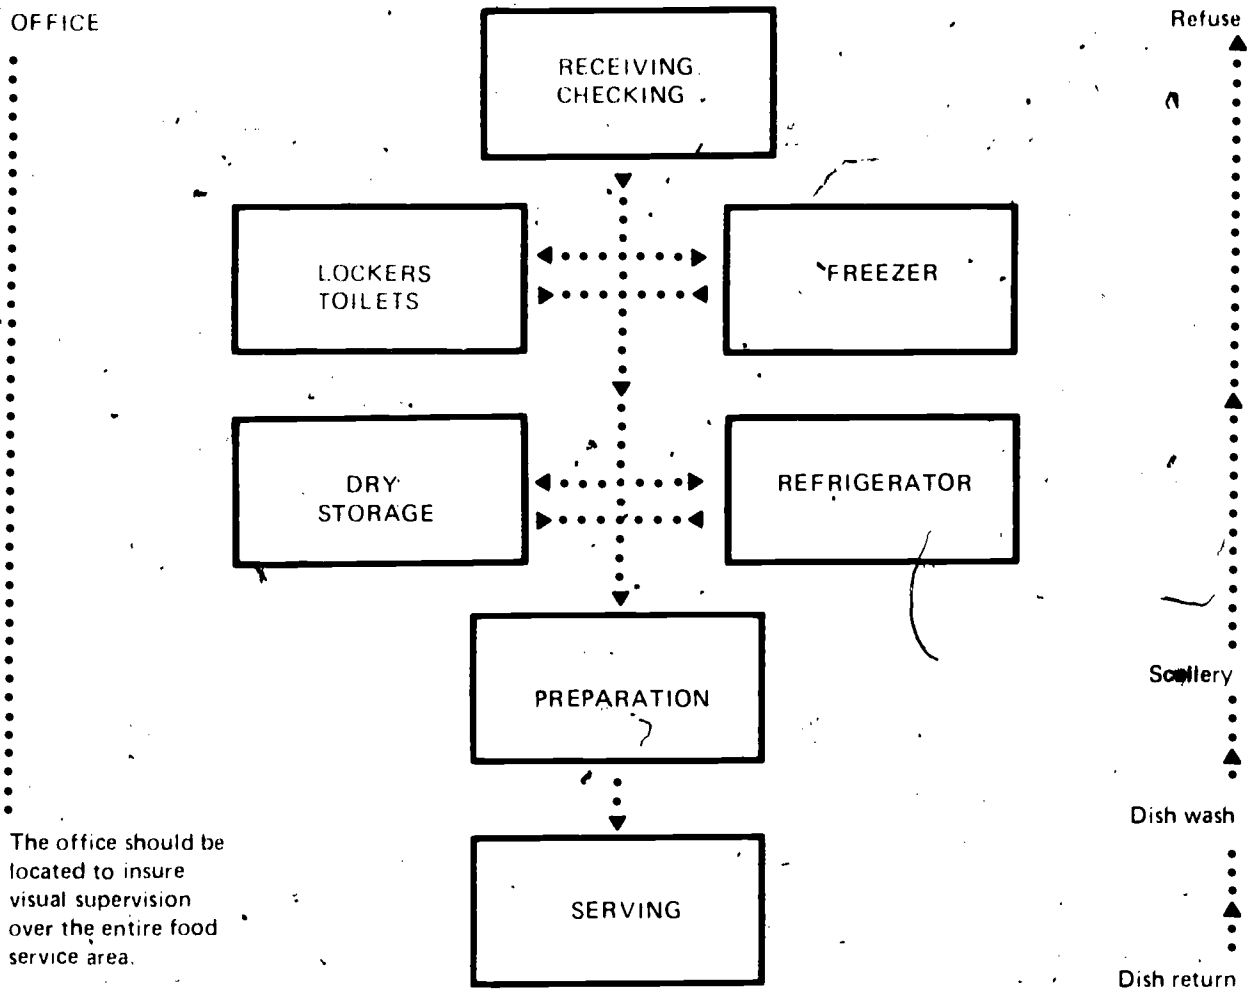 OFFICE
Refuse
RECEIVING
CHECKING
LOCKERS
TOILETS
FREEZER
DRY
STORAGE
REFRIGERATOR
PREPARATION
Scullery
Dish wash
The office should be
located to insure
visual supervision
over the entire food
service area.
SERVING
Dish return